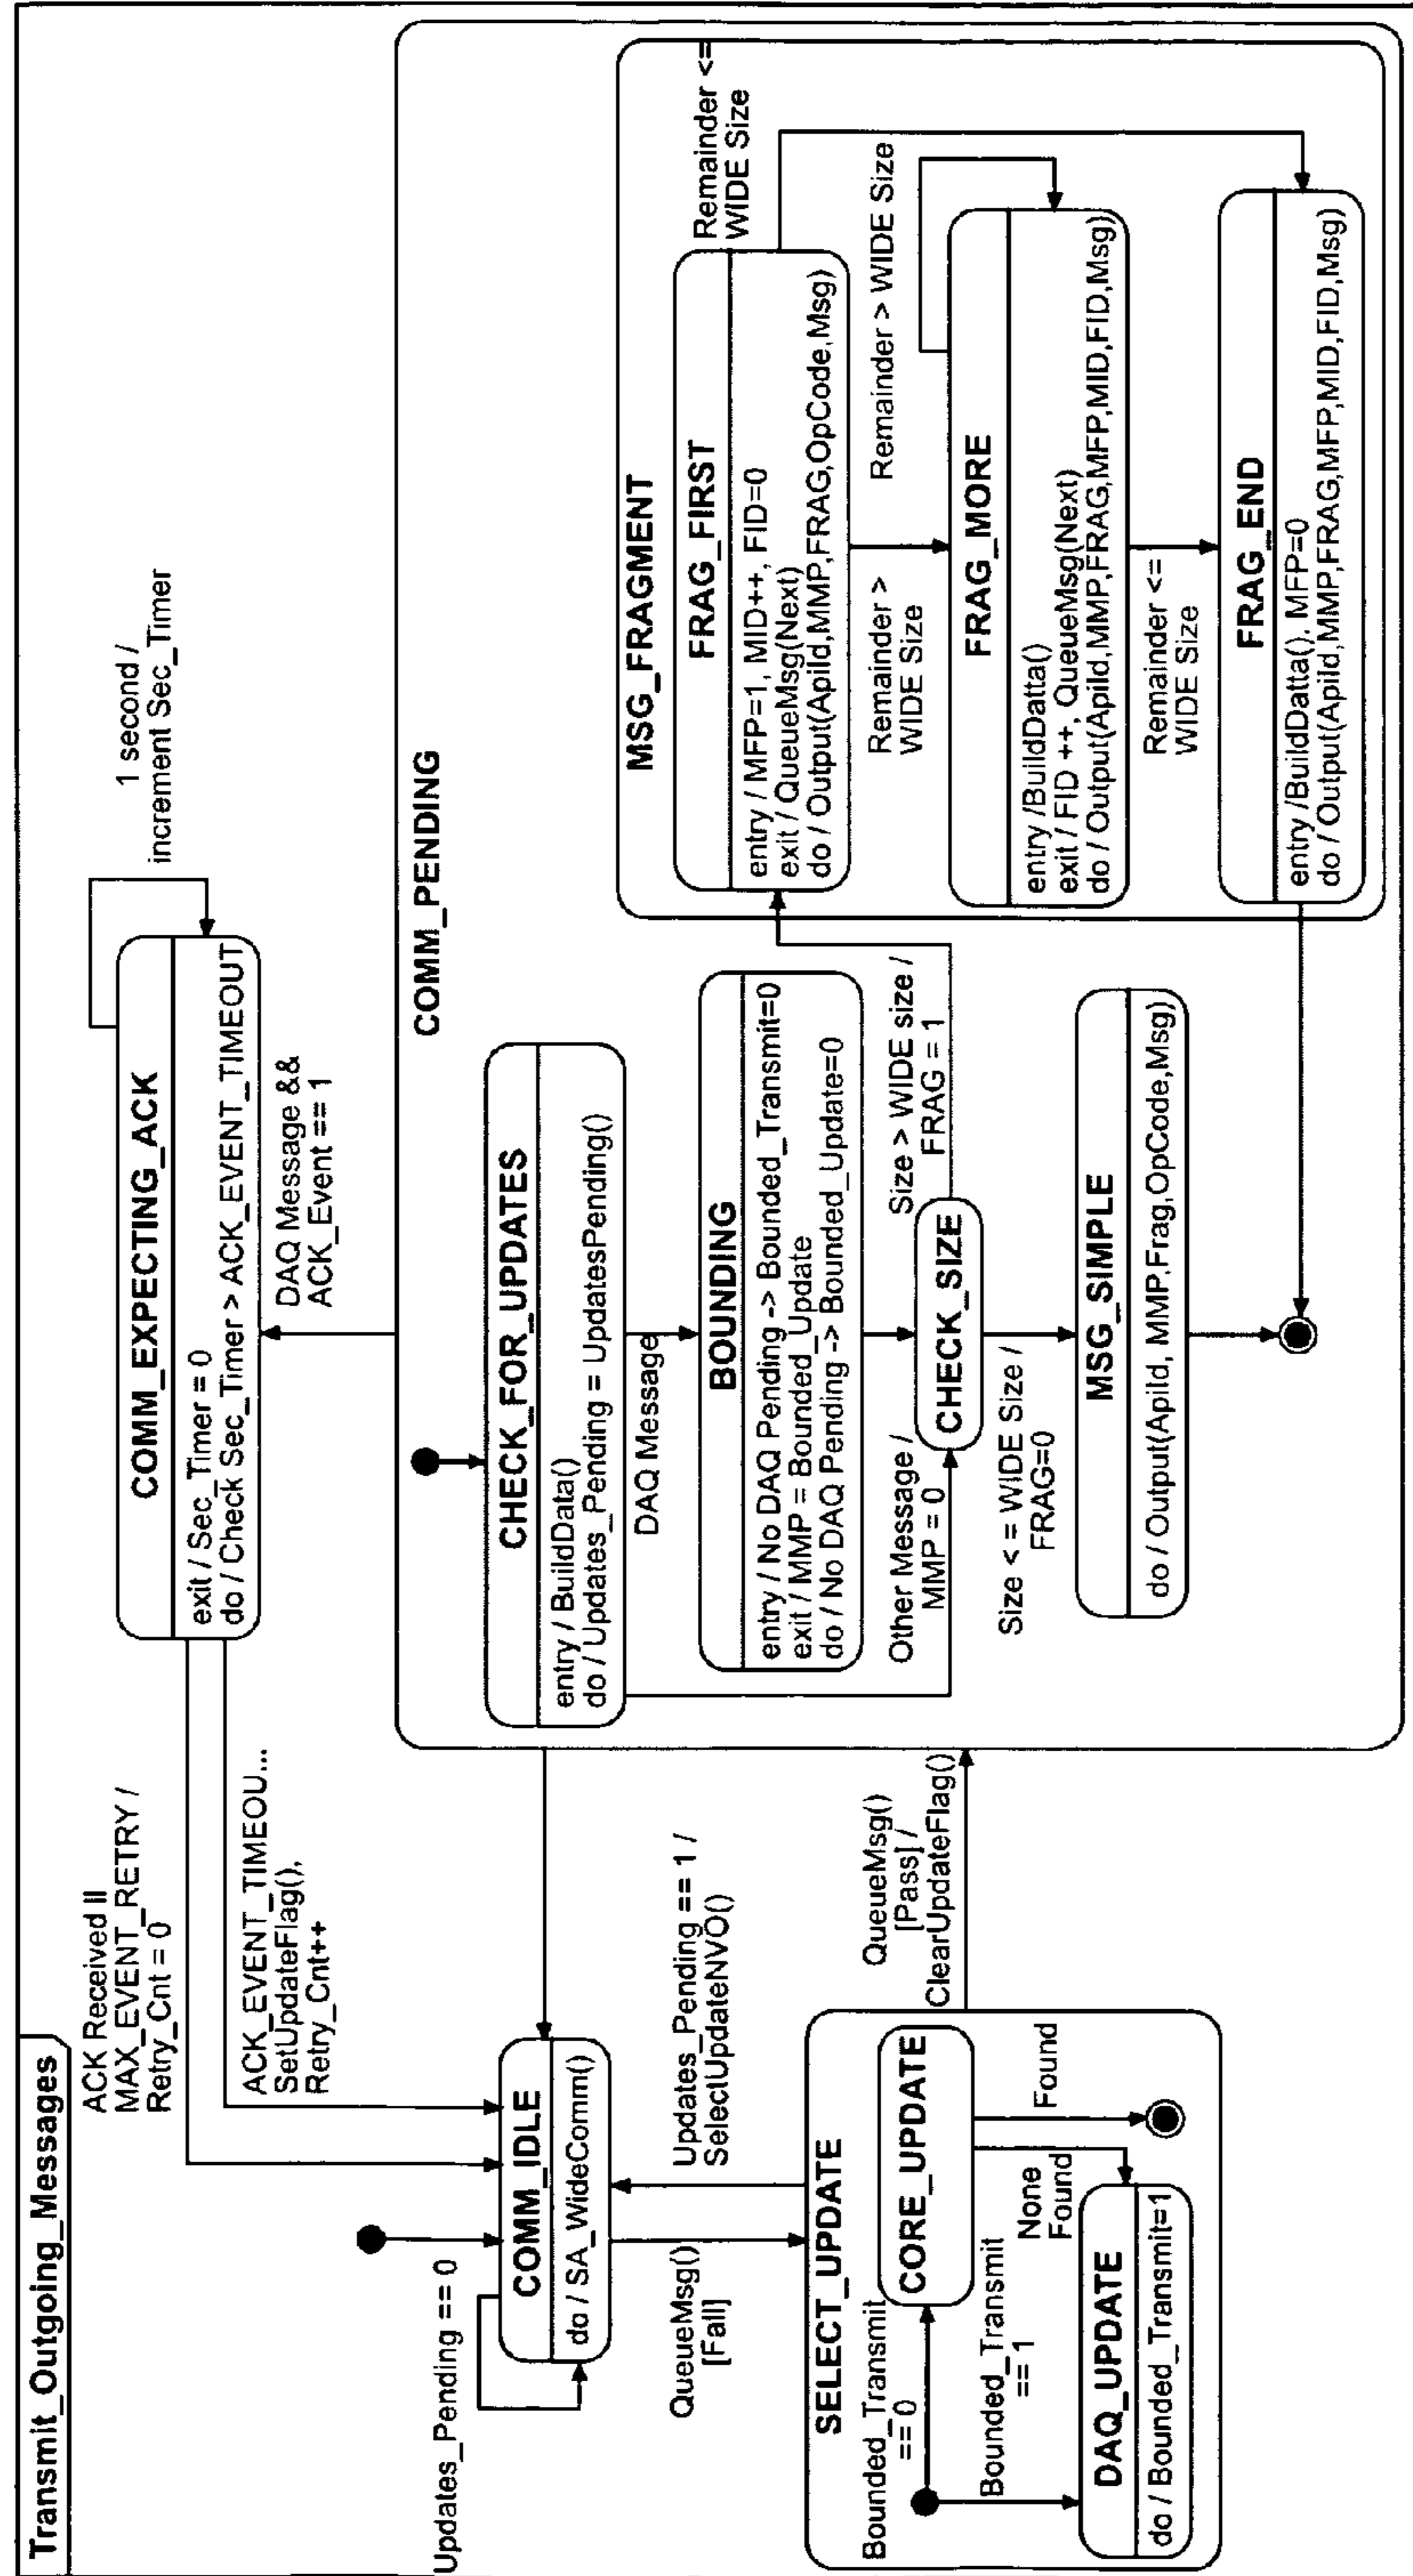 Transmit_Outgoing_Messages
ACK Received II
MAX_EVENT_RETRY /
Retry_Cnt = 0
ACK_EVENT_TIMEOU...
SetUpdateFlag(),
Retry_Cnt++
COMM_EXPECTING_ACK
exit / Sec_Timer = 0
do / Check Sec_Timer > ACK_EVENT_TIMEOUT
1 second /
increment Sec_Timer
DAQ Message &&
ACK_Event == 1
Updates_Pending == 0
COMM_IDLE
do / SA_WideComm()
QueueMsg()
[Fail]
Updates_Pending == 1 /
SelectUpdateNVO()
SELECT_UPDATE
Bounded_Transmit
== 0
CORE_UPDATE
Bounded_Transmit
== 1
None
Found
Found
DAQ_UPDATE
do / Bounded_Transmit=1
QueueMsg()
[Pass] /
ClearUpdateFlag()
COMM_PENDING
CHECK_FOR_UPDATES
entry / BuildData()
do / Updates_Pending = UpdatesPending()
DAQ Message
BOUNDING
entry / No DAQ Pending -> Bounded_Transmit=0
exit / MMP = Bounded_Update
do / No DAQ Pending -> Bounded_Update=0
Other Message /
MMP = 0
CHECK_SIZE
Size > WIDE size /
FRAG = 1
Size < = WIDE Size /
FRAG=0
MSG_SIMPLE
do / Output(ApiId, MMP,Frag,OpCode,Msg)
MSG_FRAGMENT
FRAG_FIRST
entry / MFP=1, MID++, FID=0
exit / QueueMsg(Next)
do / Output(ApiId,MMP,FRAG,OpCode,Msg)
Remainder <=
WIDE Size
Remainder >
WIDE Size
Remainder > WIDE Size
FRAG_MORE
entry /BuildDatta()
exit / FID ++, QueueMsg(Next)
do / Output(ApiId,MMP,FRAG,MFP,MID,FID,Msg)
Remainder <=
WIDE Size
FRAG_END
entry /BuildDatta(), MFP=0
do / Output(ApiId,MMP,FRAG,MFP,MID,FID,Msg)